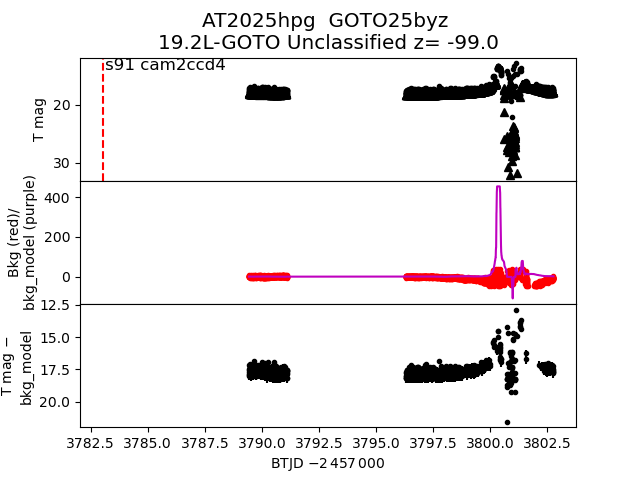 AT2025hpg GOTO25byz
19.2L-GOTO Unclassified z= -99.0
s91 cam2ccd4
20
30
T mag
400
200
0
Bkg (red)/
bkg_model (purple)
12.5
15.0
17.5
20.0
T mag −
bkg_model
3782.5 3785.0 3787.5 3790.0 3792.5 3795.0 3797.5 3800.0 3802.5
BTJD −2 457 000